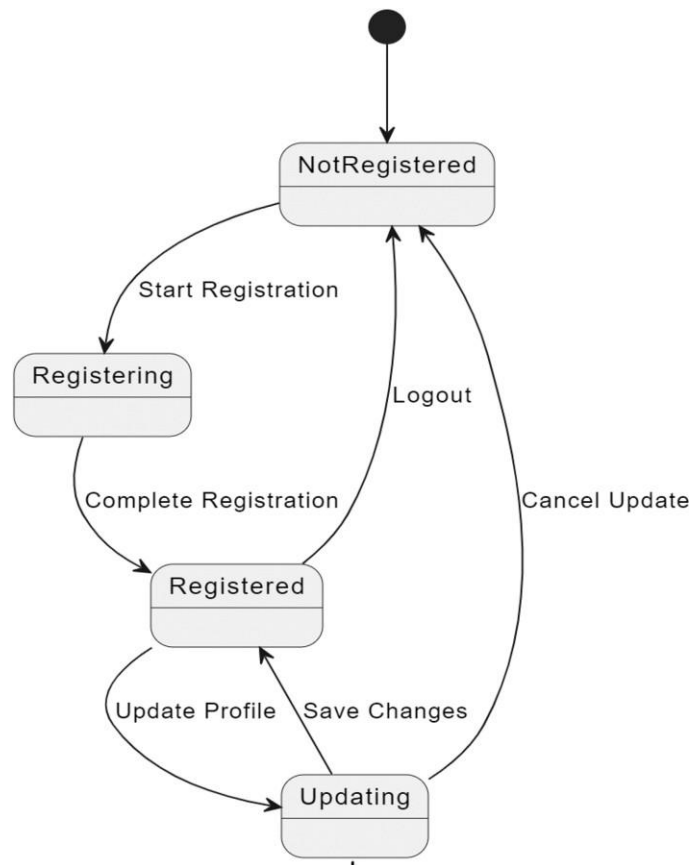 NotRegistered
Start Registration
Registering
Logout
Complete Registration
Cancel Update
Registered
Update Profile
Save Changes
Updating